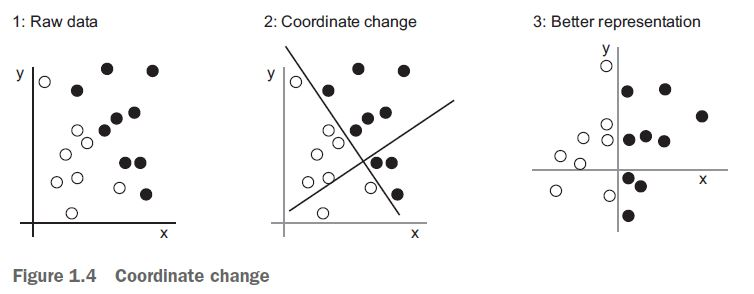 1: Raw data
2: Coordinate change
3: Better representation
y
x
y
x
y
x
Figure 1.4 Coordinate change